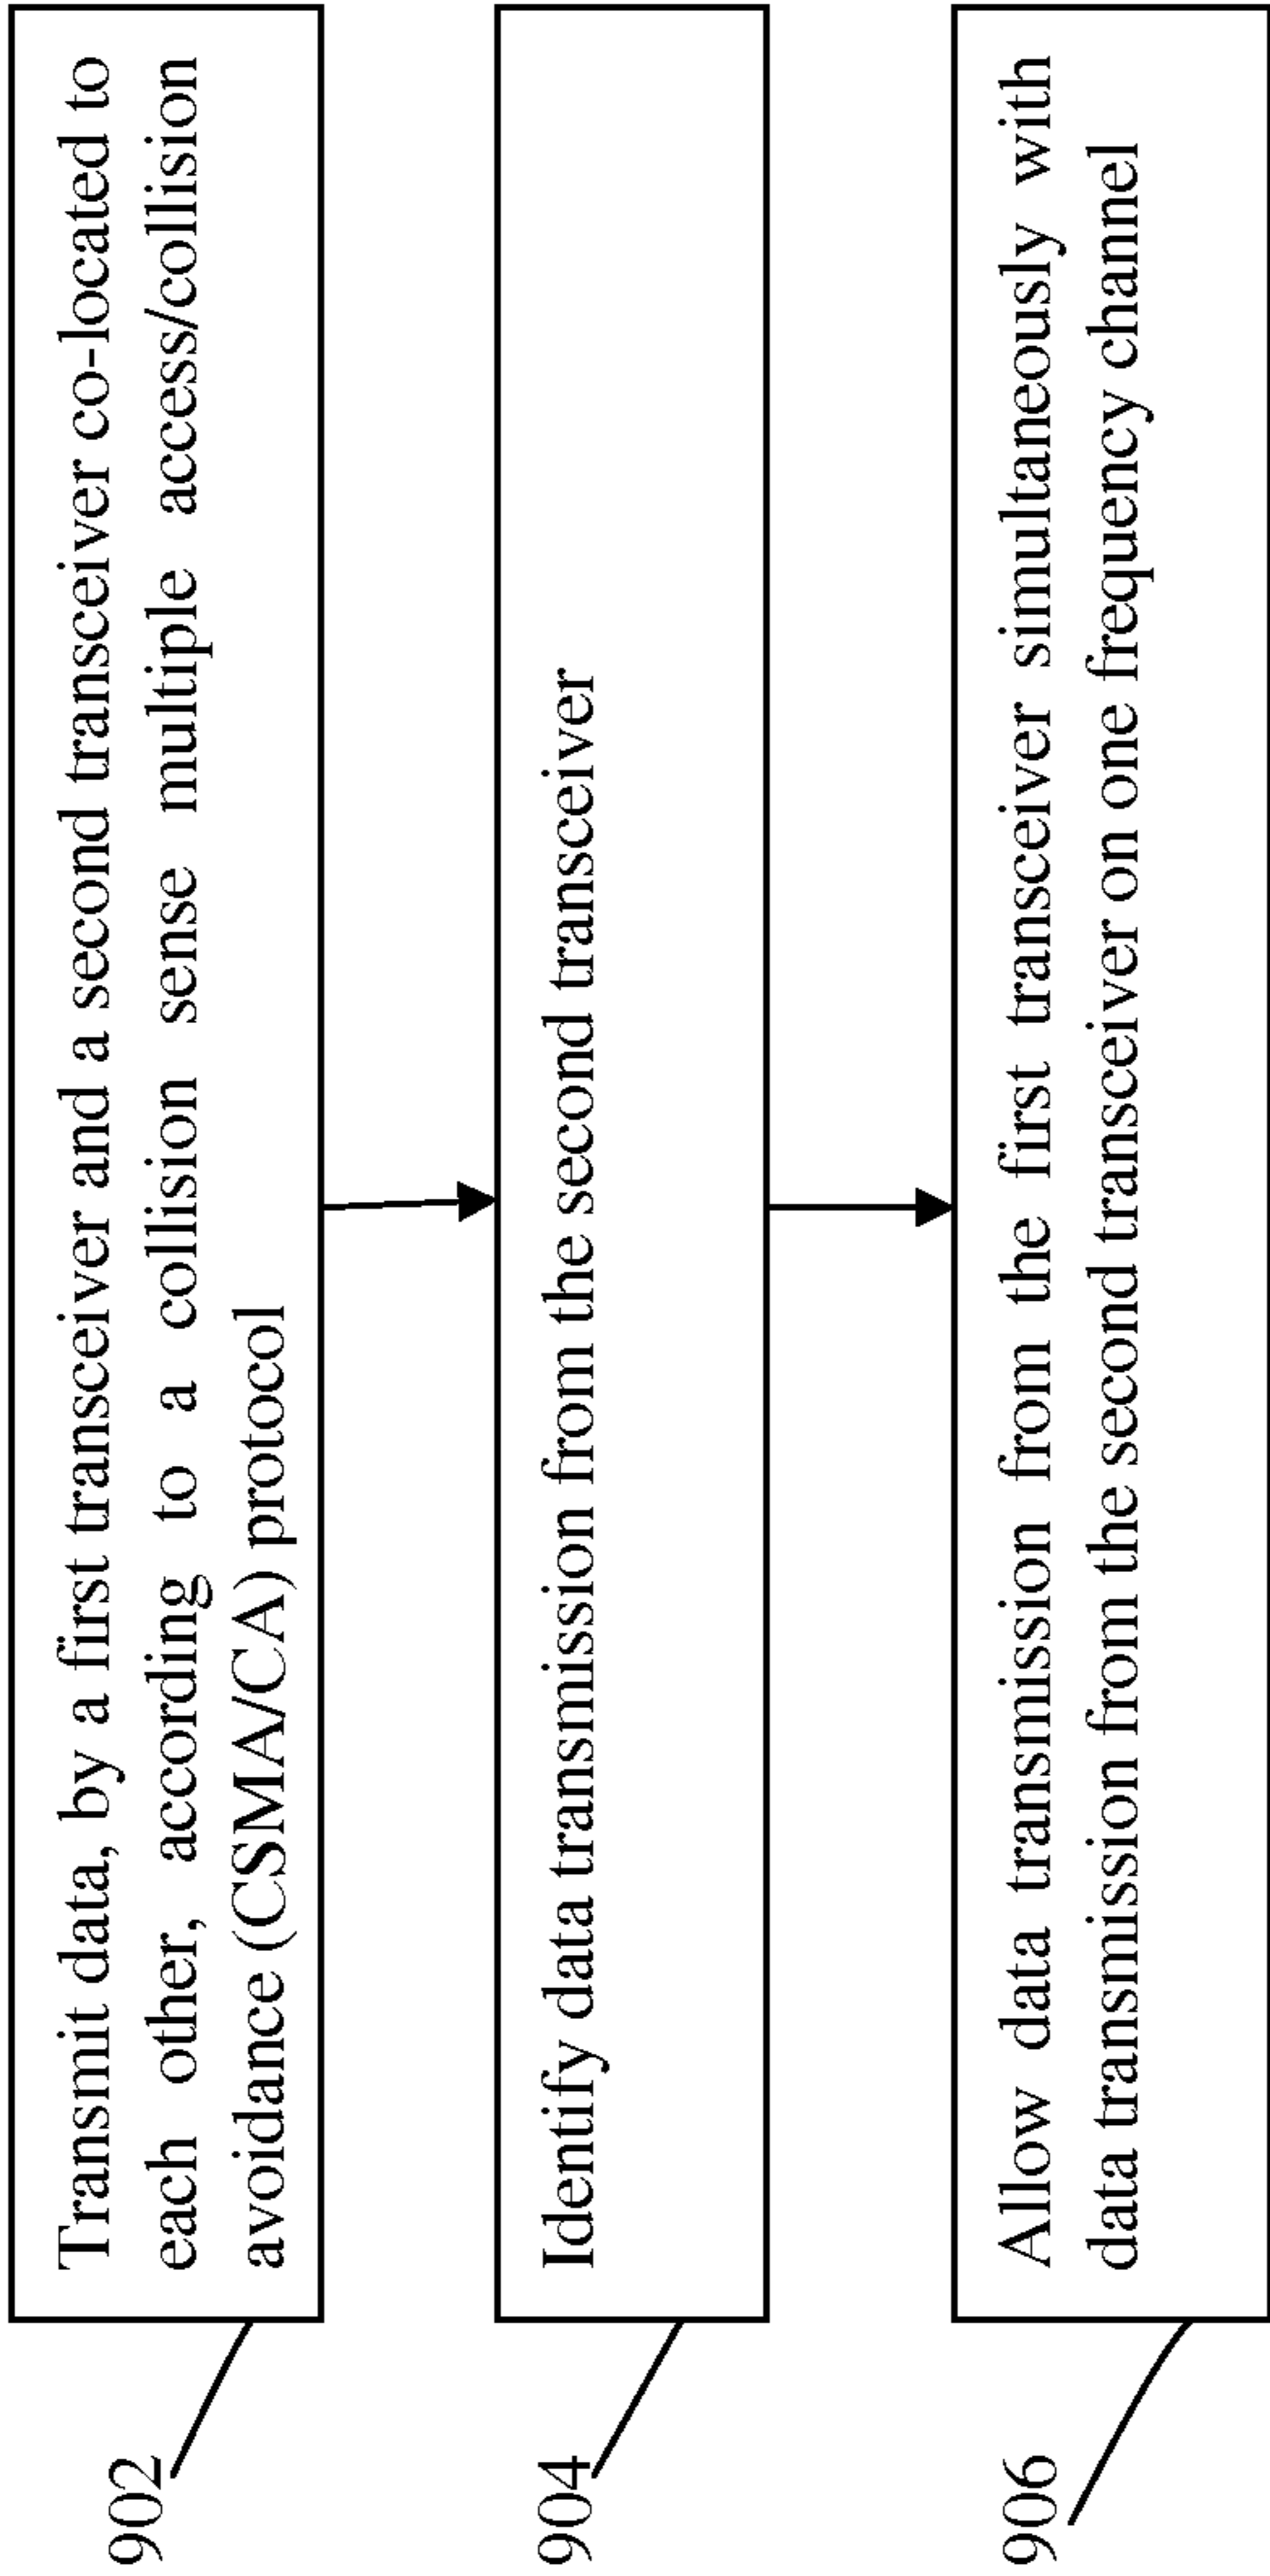 902
Transmit data, by a first transceiver and a second transceiver co-located to
each other, according to a collision sense multiple access/collision
avoidance (CSMA/CA) protocol
904
Identify data transmission from the second transceiver
906
Allow data transmission from the first transceiver simultaneously with
data transmission from the second transceiver on one frequency channel